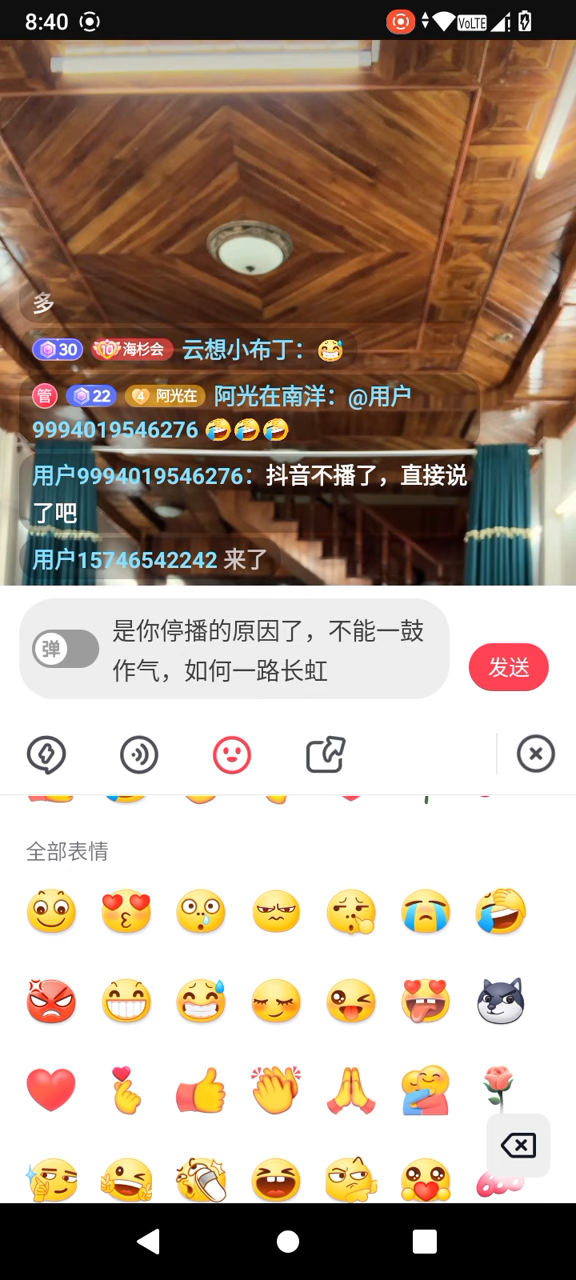 8:40
VoLTE
多
30 10 海杉会 云想小布丁：
管 22 4 阿光在 阿光在南洋：@用户
9994019546276
用户9994019546276：抖音不播了，直接说
了吧
用户15746542242 来了
弹
是你停播的原因了，不能一鼓
作气，如何一路长虹
发送
全部表情
666